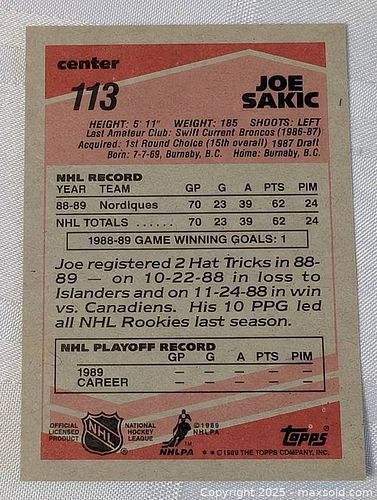 center
113
JOE
SAKIC
HEIGHT: 5' 11" WEIGHT: 185 SHOOTS: LEFT
Last Amateur Club: Swift Current Broncos (1986-87)
Acquired: 1st Round Choice (15th overall) 1987 Draft
Born: 7-7-69, Burnaby, B.C. Home: Burnaby, B.C.
NHL RECORD
YEAR TEAM GP G A PTS PIM
88-89 Nordiques 70 23 39 62 24
NHL TOTALS ...... 70 23 39 62 24
1988-89 GAME WINNING GOALS: 1
Joe registered 2 Hat Tricks in 88-
89 — on 10-22-88 in loss to
Islanders and on 11-24-88 in win
vs. Canadiens. His 10 PPG led
all NHL Rookies last season.
NHL PLAYOFF RECORD
GP G A PTS PIM
1989 — — — — —
CAREER — — — — —
OFFICIAL LICENSED PRODUCT
NHL
NATIONAL HOCKEY LEAGUE
©1989 NHLPA
NHLPA
topps
**©1989 THE TOPPS COMPANY, INC.
Copyright 2025 - maxsold.com